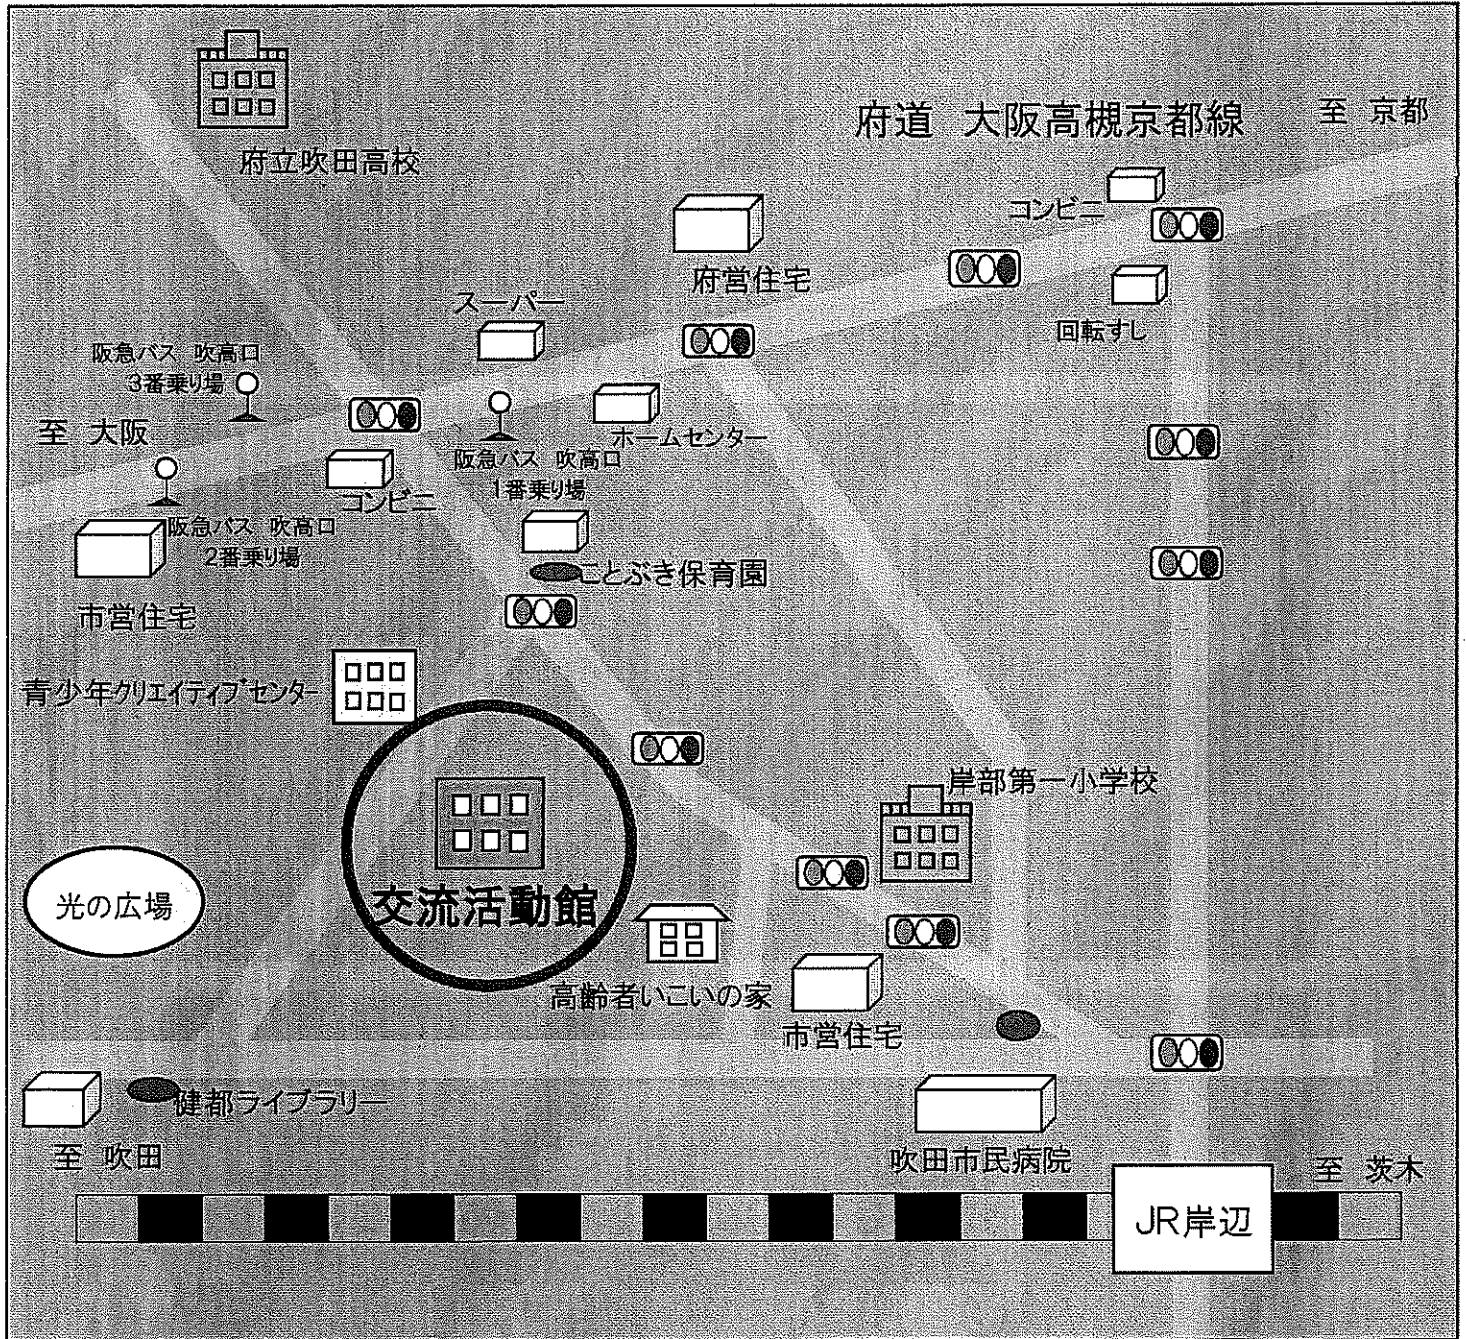 府道 大阪高槻京都線
至 京都
府立吹田高校
コンビニ
府営住宅
スーパー
回転すし
阪急バス 吹高口
3番乗り場
至 大阪
ホームセンター
阪急バス 吹高口
1番乗り場
コンビニ
阪急バス 吹高口
2番乗り場
ことぶき保育園
市営住宅
青少年クリエイティブセンター
岸部第一小学校
光の広場
交流活動館
高齢者いこいの家
市営住宅
健都ライブラリー
至 吹田
吹田市民病院
至 茨木
JR岸辺